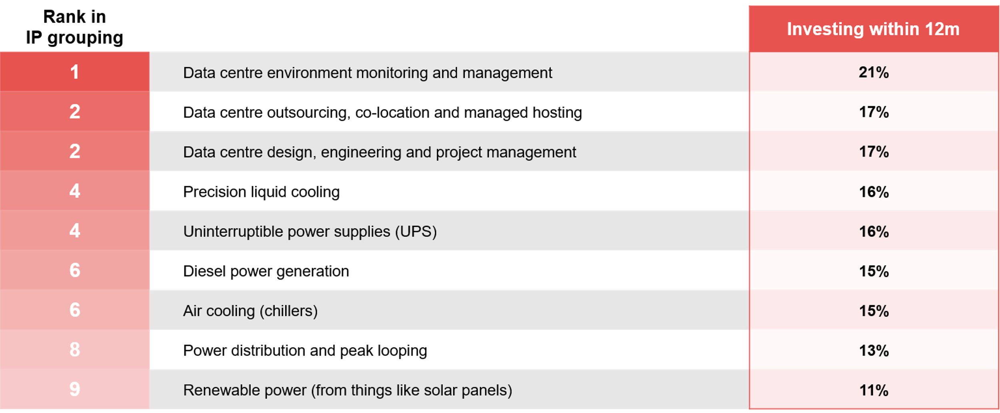 Rank in
IP grouping
Investing within 12m
1 Data centre environment monitoring and management 21%
2 Data centre outsourcing, co-location and managed hosting 17%
2 Data centre design, engineering and project management 17%
4 Precision liquid cooling 16%
4 Uninterruptible power supplies (UPS) 16%
6 Diesel power generation 15%
6 Air cooling (chillers) 15%
8 Power distribution and peak looping 13%
9 Renewable power (from things like solar panels) 11%